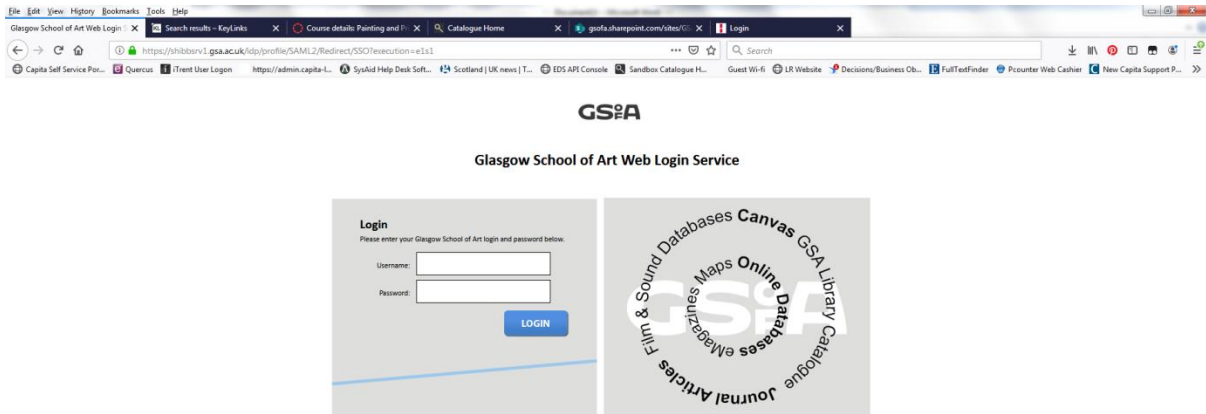 File Edit View History Bookmarks Tools Help
Glasgow School of Art Web Login S
Search results – KeyLinks
Course details: Painting and Pri
Catalogue Home
gsofa.sharepoint.com/sites/GS
Login
https://shibbsrv1.gsa.ac.uk/idp/profile/SAML2/Redirect/SSO?execution=e1s1
Search
Capita Self Service Por... Quercus iTrent User Logon https://admin.capita-l... SysAid Help Desk Soft... Scotland | UK news | T... EDS API Console Sandbox Catalogue H... Guest Wi-fi LR Website Decisions/Business Ob... FullTextFinder Pcounter Web Cashier New Capita Support P...
GSOFA
Glasgow School of Art Web Login Service
Login
Please enter your Glasgow School of Art login and password below.
Username:
Password:
LOGIN
Film & Sound Databases Canvas GSA Library Catalogue Journal Articles
eMagazines Maps Online Databases
GSOFA